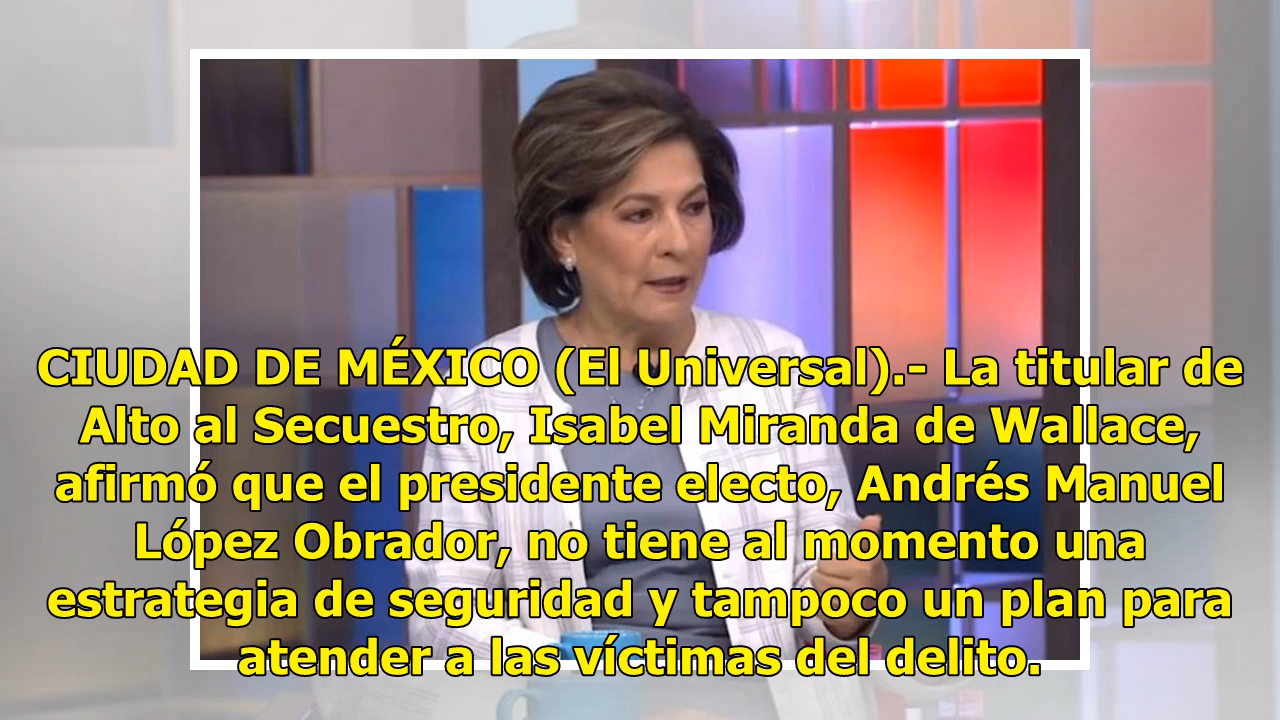 CIUDAD DE MÉXICO (El Universal).- La titular de
Alto al Secuestro, Isabel Miranda de Wallace,
afirmó que el presidente electo, Andrés Manuel
López Obrador, no tiene al momento una
estrategia de seguridad y tampoco un plan para
atender a las víctimas del delito.